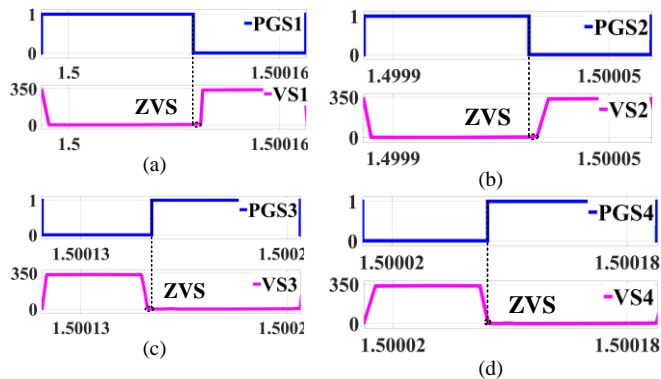 1
PGS1
0
1.5
1.50016
350
VS1
ZVS
0
1.5
1.50016
(a)
1
PGS2
0
1.4999
1.50005
350
VS2
ZVS
0
1.4999
1.50005
(b)
1
PGS3
0
1.50013
1.5002
350
ZVS
VS3
0
1.50013
1.5002
(c)
1
PGS4
0
1.50002
1.50018
350
ZVS
VS4
0
1.50002
1.50018
(d)